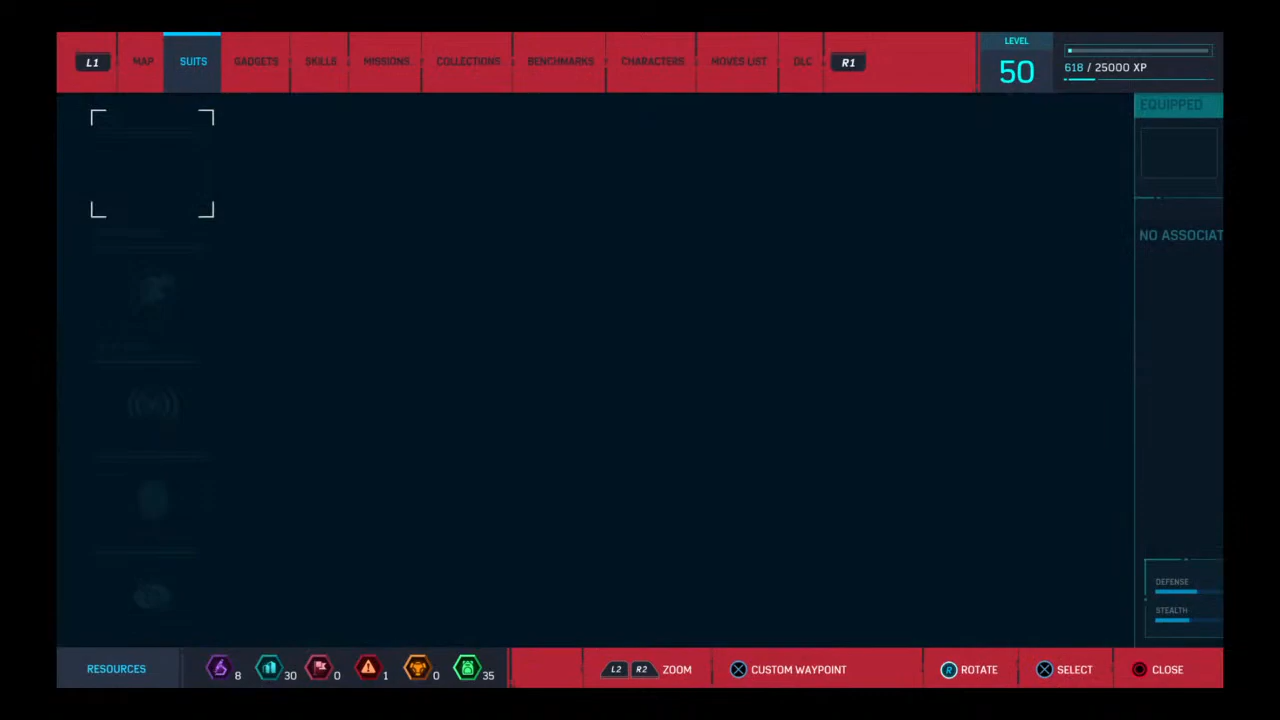 L1 MAP SUITS GADGETS SKILLS MISSIONS COLLECTIONS BENCHMARKS CHARACTERS MOVES LIST DLC R1
LEVEL
50
618 / 25000 XP
EQUIPPED
NO ASSOCIAT
DEFENSE
STEALTH
RESOURCES 8 30 0 1 0 35 L2 R2 ZOOM CUSTOM WAYPOINT R ROTATE SELECT CLOSE